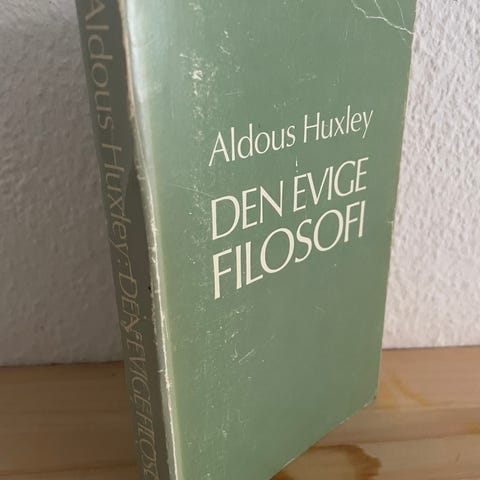 Aldous Huxley
DEN EVIGE
FILOSOFI
Aldous Huxley: DEN EVIGE FILOSO